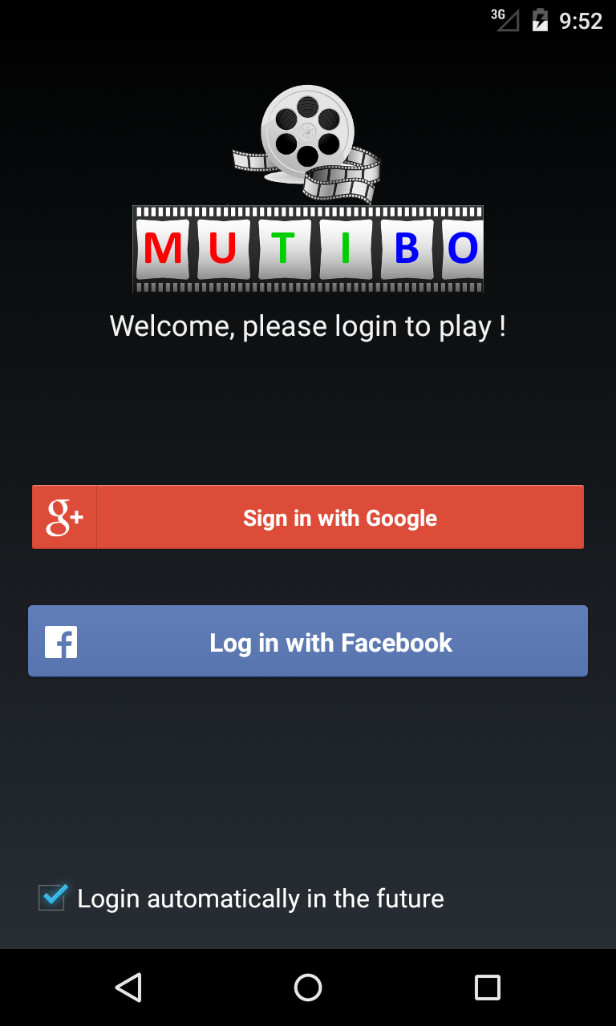 3G 9:52
MUTIBO
Welcome, please login to play !
g+ Sign in with Google
f Log in with Facebook
Login automatically in the future